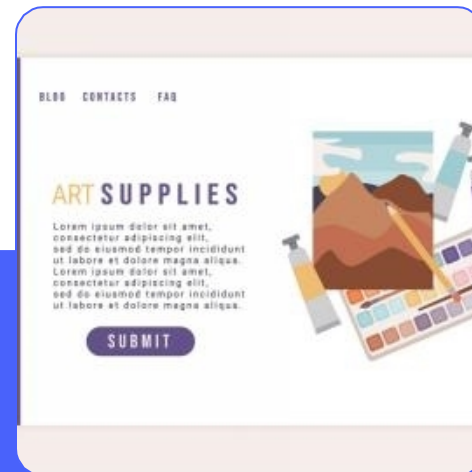 BLOG CONTACTS FAQ
ART SUPPLIES
Lorem ipsum dolor sit amet,
consectetur adipiscing elit,
sed do eiusmod tempor incididunt
ut labore et dolore magna aliqua.
Lorem ipsum dolor sit amet,
consectetur adipiscing elit,
sed do eiusmod tempor incididunt
ut labore et dolore magna aliqua.
SUBMIT